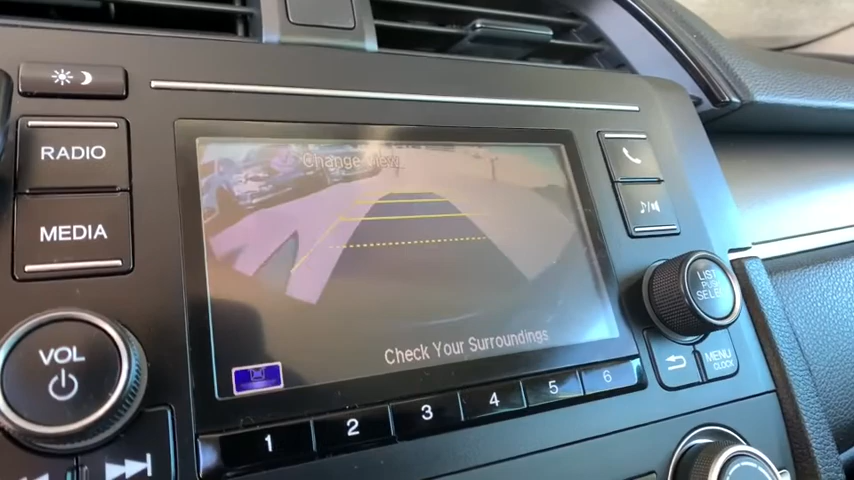 RADIO
MEDIA
VOL
Change View
Check Your Surroundings
1 2 3 4 5 6
LIST
PUSH
SELECT
MENU
CLOCK